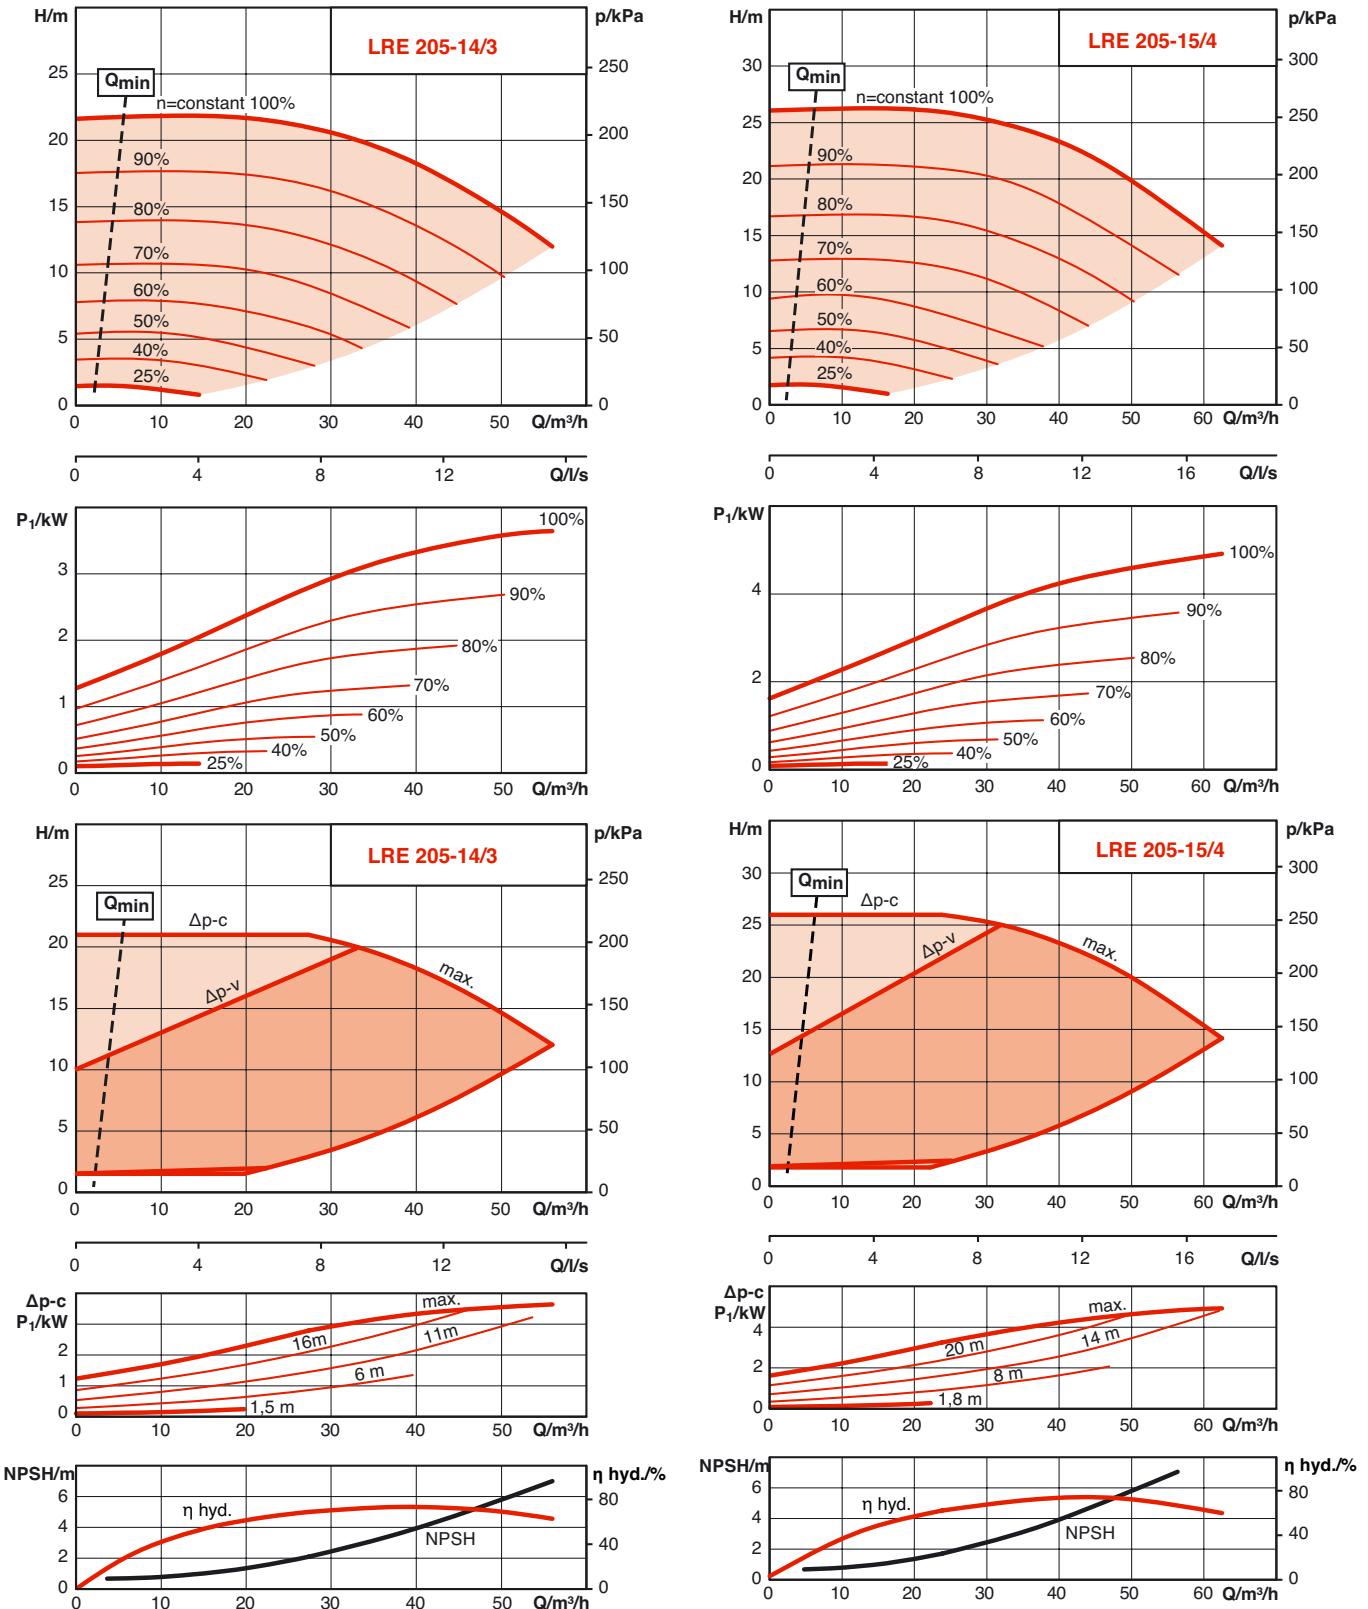 H/m
LRE 205-14/3
p/kPa
Qmin
n=constant 100%
25
20
15
10
5
0
250
200
150
100
50
0
90%
80%
70%
60%
50%
40%
25%
0 10 20 30 40 50 Q/m³/h
0 4 8 12 Q/l/s
P1/kW
3
2
1
0
100%
90%
80%
70%
60%
50%
40%
25%
0 10 20 30 40 50 Q/m³/h
H/m
LRE 205-14/3
p/kPa
Qmin
25
20
15
10
5
0
250
200
150
100
50
0
Δp-c
Δp-v
max.
0 10 20 30 40 50 Q/m³/h
0 4 8 12 Q/l/s
Δp-c
P1/kW
2
1
0
max.
16m
11m
6 m
1,5 m
0 10 20 30 40 50 Q/m³/h
NPSH/m
η hyd./%
6
4
2
0
80
40
0
η hyd.
NPSH
0 10 20 30 40 50 Q/m³/h
H/m
LRE 205-15/4
p/kPa
Qmin
n=constant 100%
30
25
20
15
10
5
0
300
250
200
150
100
50
0
90%
80%
70%
60%
50%
40%
25%
0 10 20 30 40 50 60 Q/m³/h
0 4 8 12 16 Q/l/s
P1/kW
4
2
0
100%
90%
80%
70%
60%
50%
40%
25%
0 10 20 30 40 50 60 Q/m³/h
H/m
LRE 205-15/4
p/kPa
Qmin
30
25
20
15
10
5
0
300
250
200
150
100
50
0
Δp-c
Δp-v
max.
0 10 20 30 40 50 60 Q/m³/h
0 4 8 12 16 Q/l/s
Δp-c
P1/kW
4
2
0
max.
20 m
14 m
8 m
1,8 m
0 10 20 30 40 50 60 Q/m³/h
NPSH/m
η hyd./%
6
4
2
0
80
40
0
η hyd.
NPSH
0 10 20 30 40 50 60 Q/m³/h